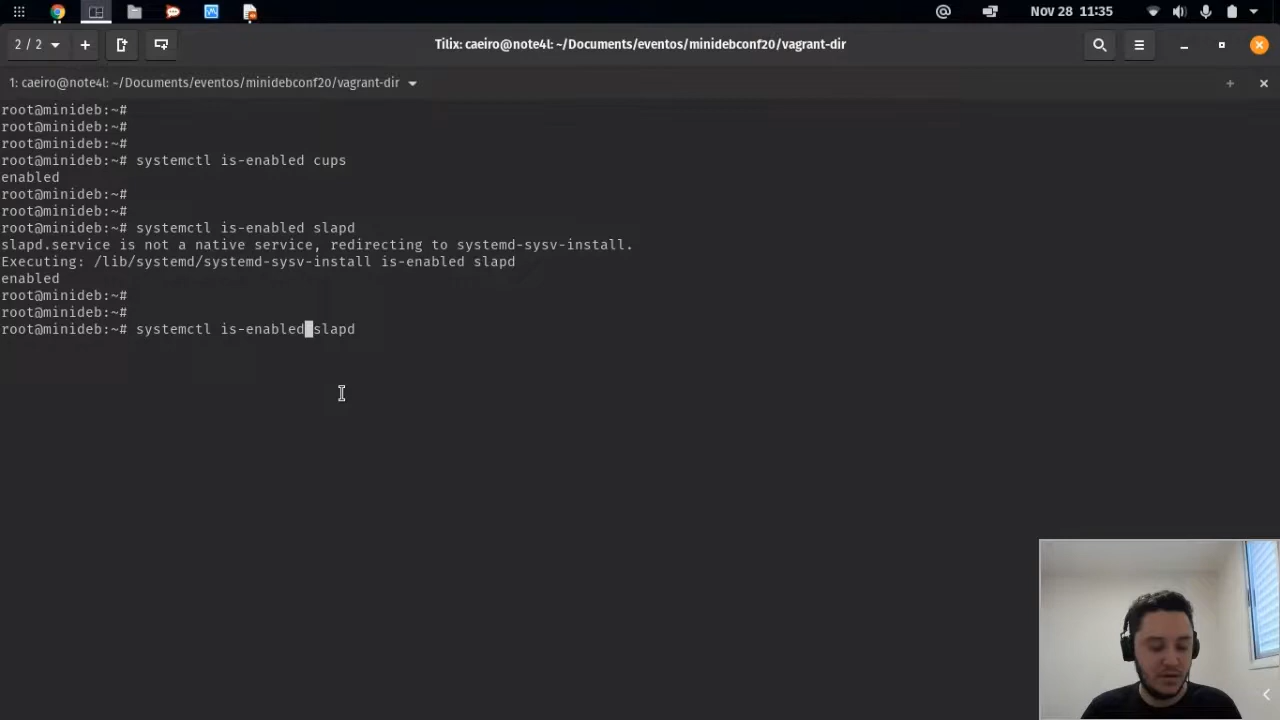 Nov 28 11:35
2 / 2
Tilix: caeiro@note4l: ~/Documents/eventos/minidebconf20/vagrant-dir
1: caeiro@note4l: ~/Documents/eventos/minidebconf20/vagrant-dir
root@minideb:~#
root@minideb:~#
root@minideb:~#
root@minideb:~# systemctl is-enabled cups
enabled
root@minideb:~#
root@minideb:~#
root@minideb:~# systemctl is-enabled slapd
slapd.service is not a native service, redirecting to systemd-sysv-install.
Executing: /lib/systemd/systemd-sysv-install is-enabled slapd
enabled
root@minideb:~#
root@minideb:~#
root@minideb:~# systemctl is-enabled slapd